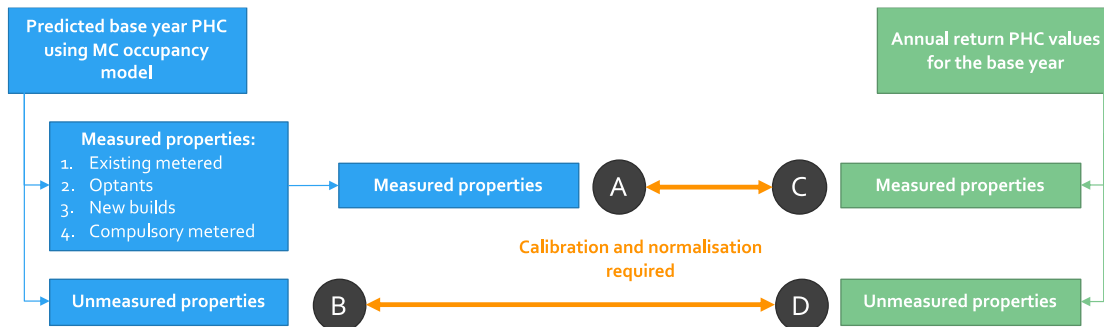 Predicted base year PHC
using MC occupancy
model
Annual return PHC values
for the base year
Measured properties:
1. Existing metered
2. Optants
3. New builds
4. Compulsory metered
Measured properties
A
C
Measured properties
Calibration and normalisation
required
Unmeasured properties
B
D
Unmeasured properties